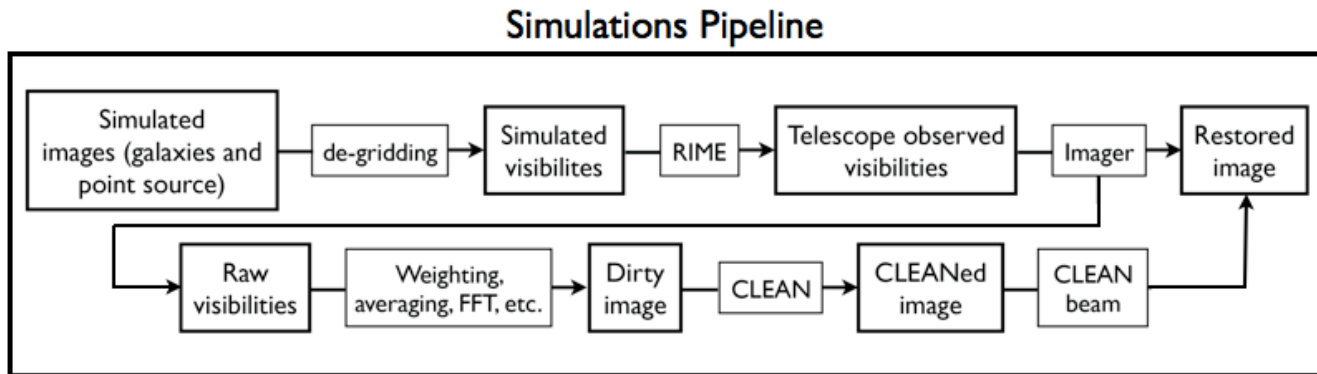 Simulations Pipeline
Simulated
images (galaxies and
point source)
de-gridding
Simulated
visibilites
RIME
Telescope observed
visibilities
Imager
Restored
image
Raw
visibilities
Weighting,
averaging, FFT, etc.
Dirty
image
CLEAN
CLEANed
image
CLEAN
beam